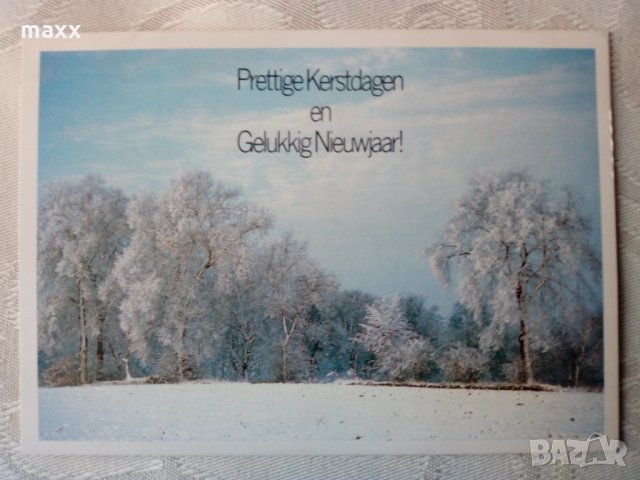 maxx
Prettige Kerstdagen
en
Gelukkig Nieuwjaar!
BAZAR